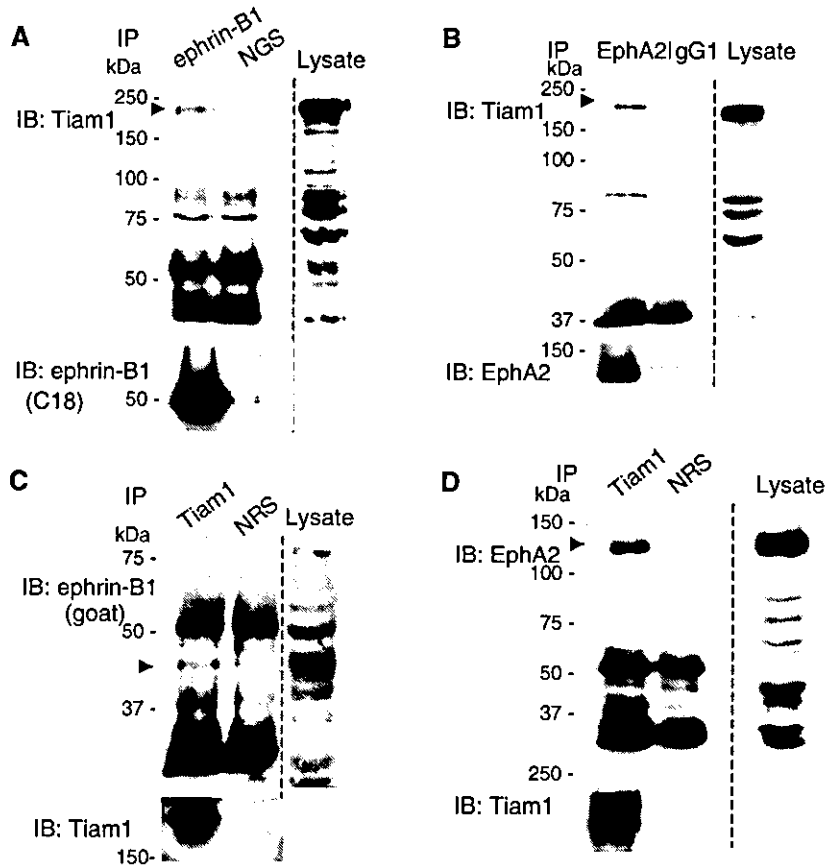 A
IP
ephrin-B1
NGS
Lysate
kDa
250 -
IB: Tiam1
150 -
100 -
75 -
50 -
IB: ephrin-B1
(C18)
50 -
B
IP
EphA2
IgG1
Lysate
kDa
250 -
IB: Tiam1
150 -
100 -
75 -
50 -
37 -
150 -
IB: EphA2
C
IP
Tiam1
NRS
Lysate
kDa
75 -
IB: ephrin-B1
(goat)
50 -
37 -
IB: Tiam1
150-
D
IP
Tiam1
NRS
Lysate
kDa
150 -
IB: EphA2
100 -
75 -
50 -
37 -
250 -
IB: Tiam1